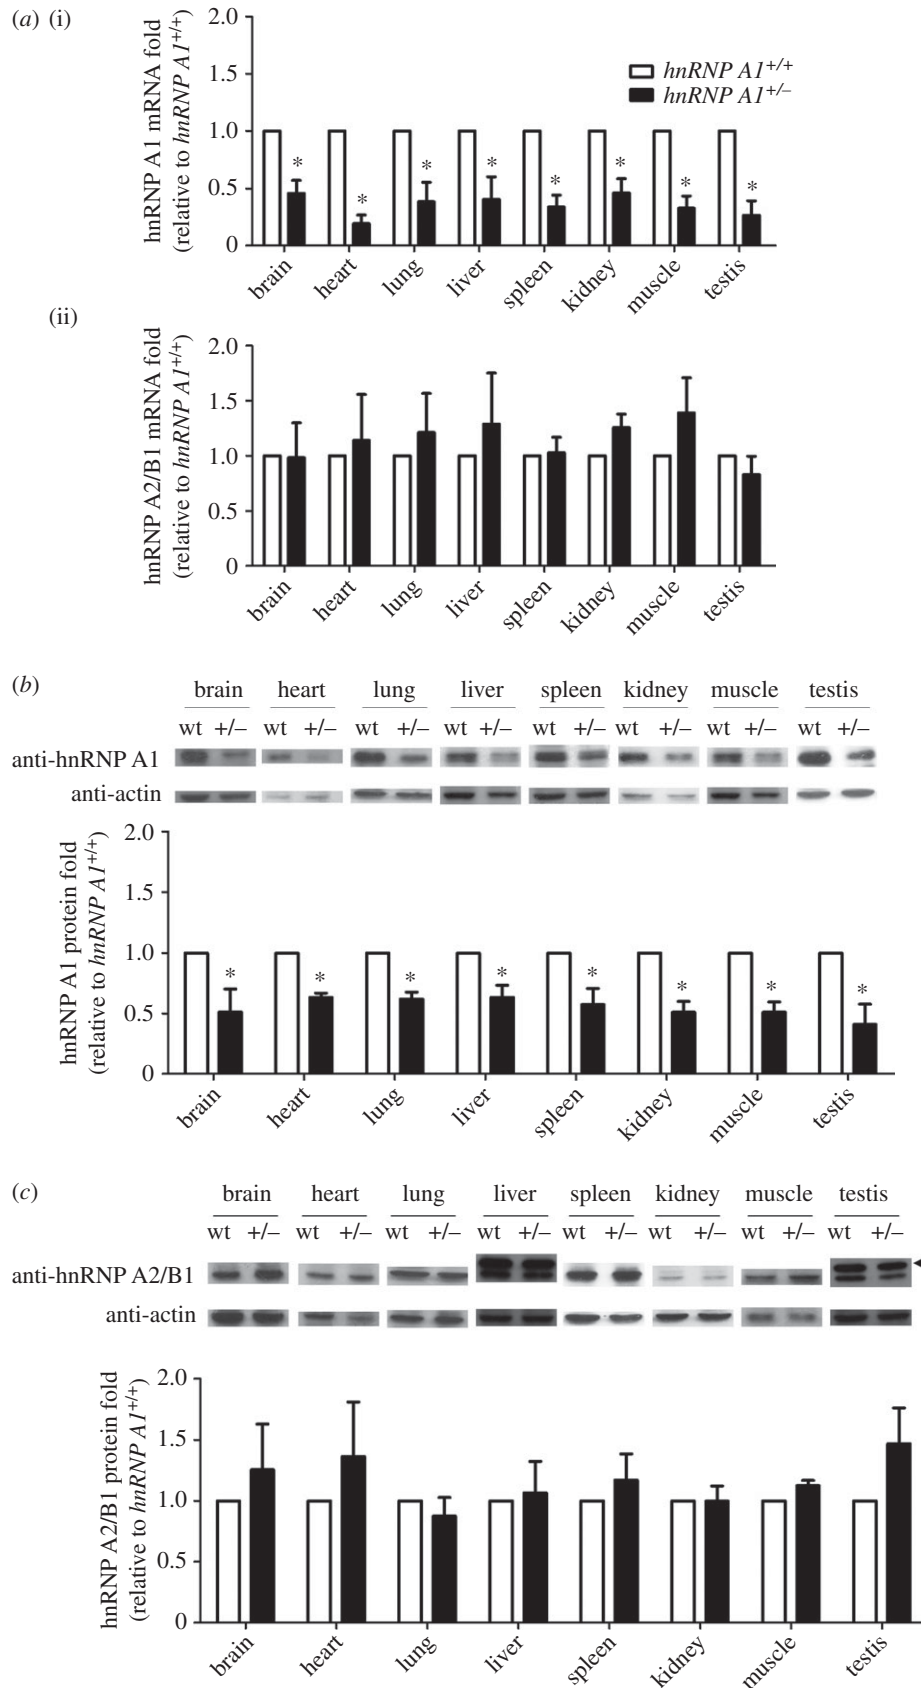 (a) (i)
hnRNP A1 mRNA fold
(relative to hnRNP A1+/+)
2.0
1.5
1.0
0.5
0
hnRNP A1+/+
hnRNP A1+/–
* * * * * * * *
brain heart lung liver spleen kidney muscle testis
(ii)
hnRNP A2/B1 mRNA fold
(relative to hnRNP A1+/+)
2.0
1.5
1.0
0.5
0
brain heart lung liver spleen kidney muscle testis
(b)
brain heart lung liver spleen kidney muscle testis
wt +/– wt +/– wt +/– wt +/– wt +/– wt +/– wt +/– wt +/–
anti-hnRNP A1
anti-actin
hnRNP A1 protein fold
(relative to hnRNP A1+/+)
2.0
1.5
1.0
0.5
0
* * * * * * * *
brain heart lung liver spleen kidney muscle testis
(c)
brain heart lung liver spleen kidney muscle testis
wt +/– wt +/– wt +/– wt +/– wt +/– wt +/– wt +/– wt +/–
anti-hnRNP A2/B1
anti-actin
hnRNP A2/B1 protein fold
(relative to hnRNP A1+/+)
2.0
1.5
1.0
0.5
0
brain heart lung liver spleen kidney muscle testis